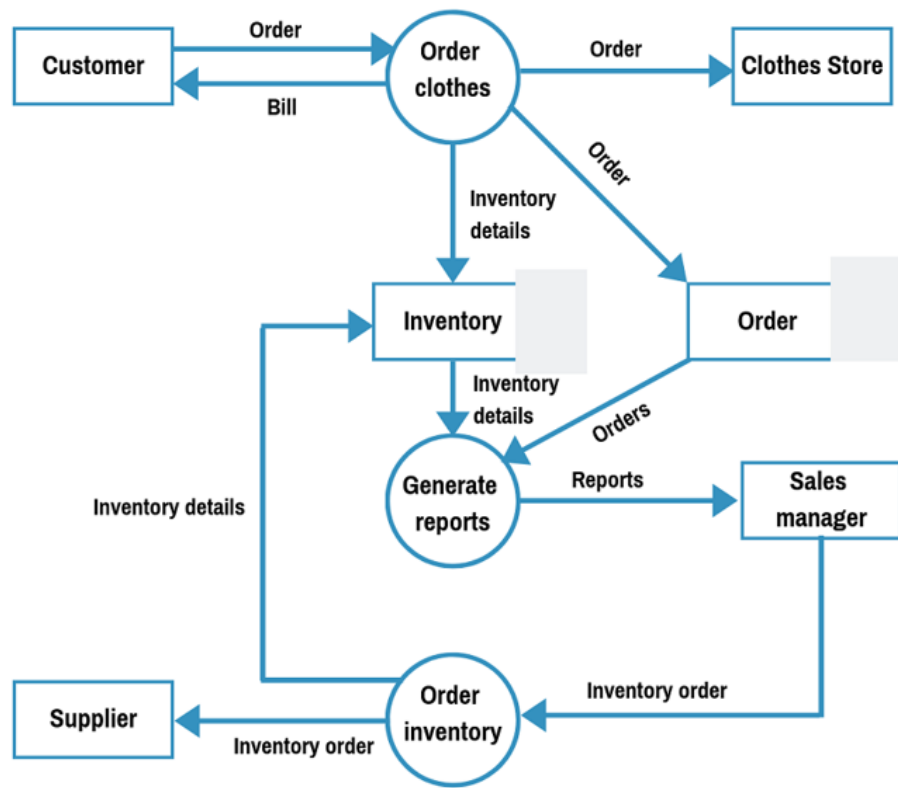 Order
Order
Customer
Order
clothes
Clothes Store
Bill
Order
Inventory
details
Inventory
Order
Inventory
details
Orders
Generate
reports
Reports
Sales
manager
Inventory details
Order
inventory
Inventory order
Supplier
Inventory order